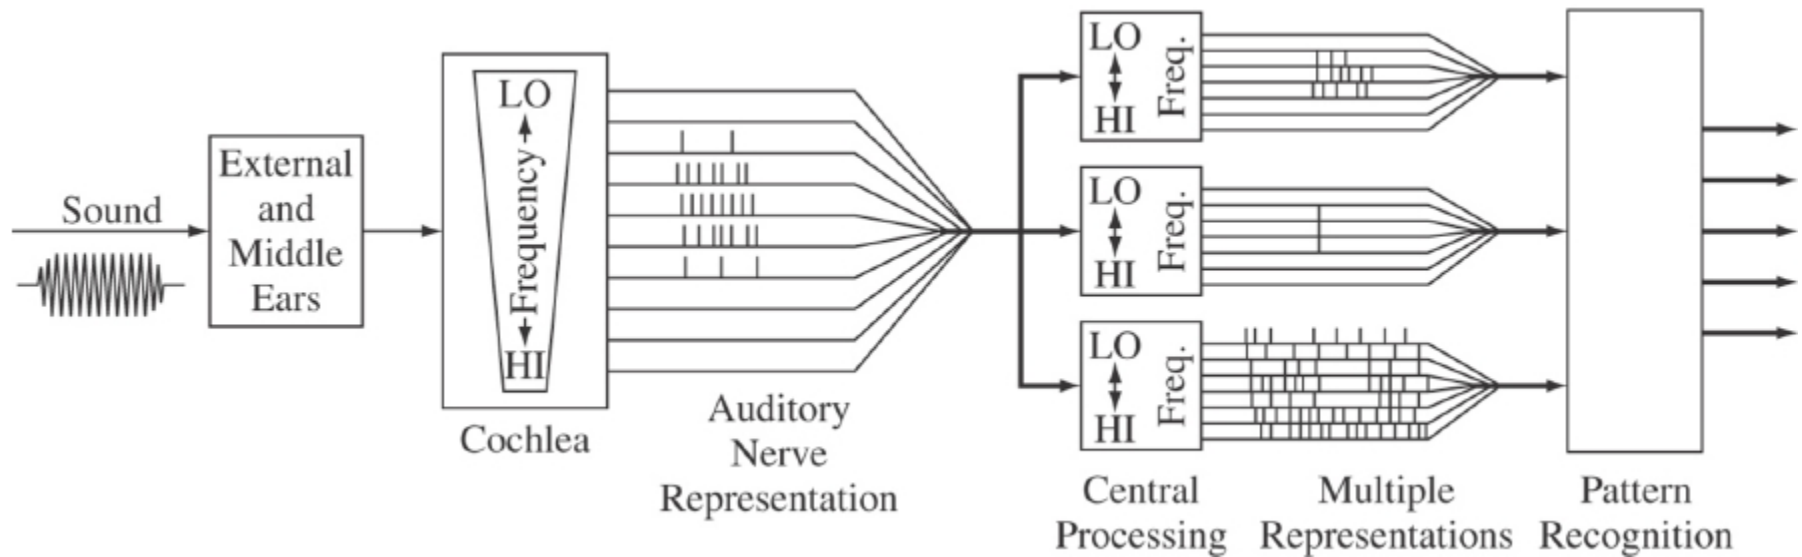 Sound
External
and
Middle
Ears
LO
Frequency
HI
Cochlea
Auditory
Nerve
Representation
LO
HI
Freq.
LO
HI
Freq.
LO
HI
Freq.
Central
Processing
Multiple
Representations
Pattern
Recognition